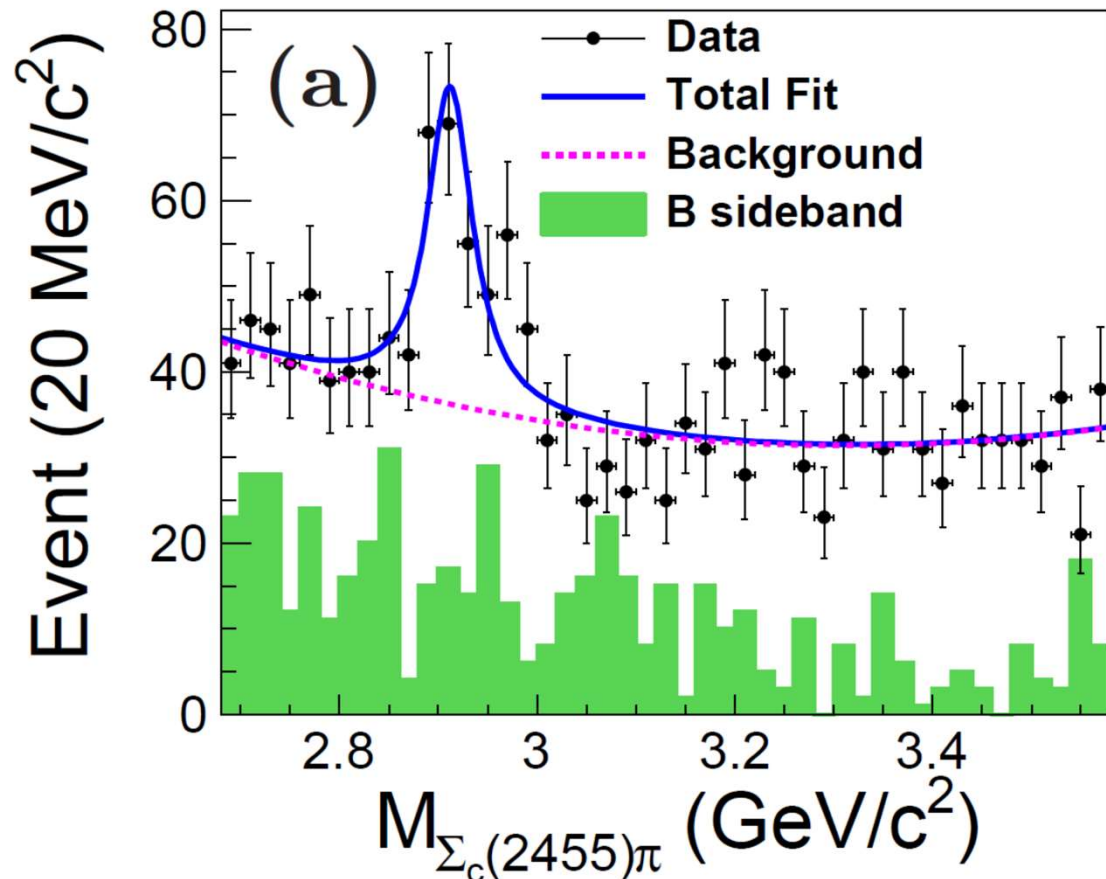 (a)
Data
Total Fit
Background
B sideband
Event (20 MeV/c²)
80
60
40
20
0
2.8 3 3.2 3.4
M_Σc(2455)π (GeV/c²)